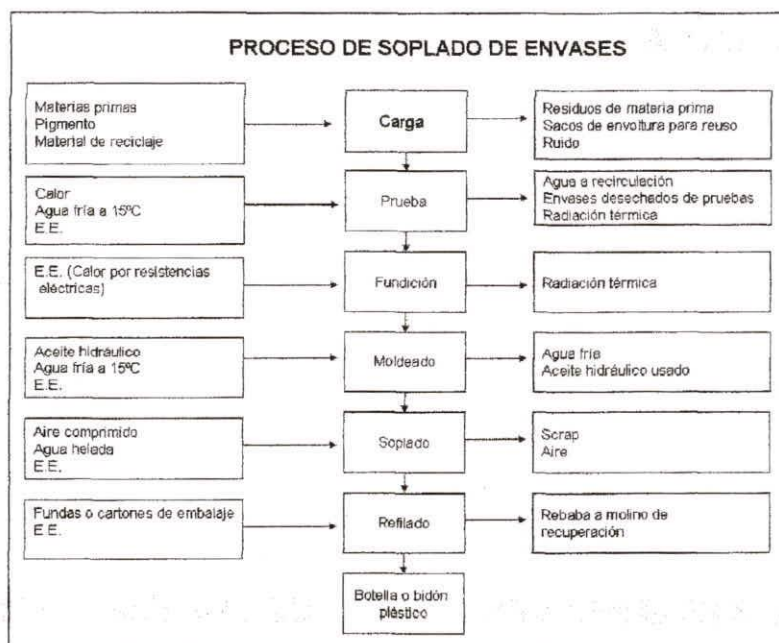 PROCESO DE SOPLADO DE ENVASES
Materias primas
Pigmento
Material de reciclaje
Carga
Residuos de materia prima
Sacos de envoltura para reuso
Ruido
Calor
Agua fría a 15ºC
E.E.
Prueba
Agua a recirculación
Envases desechados de pruebas
Radiación térmica
E.E. (Calor por resistencias
eléctricas)
Fundición
Radiación térmica
Aceite hidráulico
Agua fría a 15ºC
E.E.
Moldeado
Agua fría
Aceite hidráulico usado
Aire comprimido
Agua helada
E.E.
Soplado
Scrap
Aire
Fundas o cartones de embalaje
E.E.
Refilado
Rebaba a molino de
recuperación
Botella o bidón
plástico